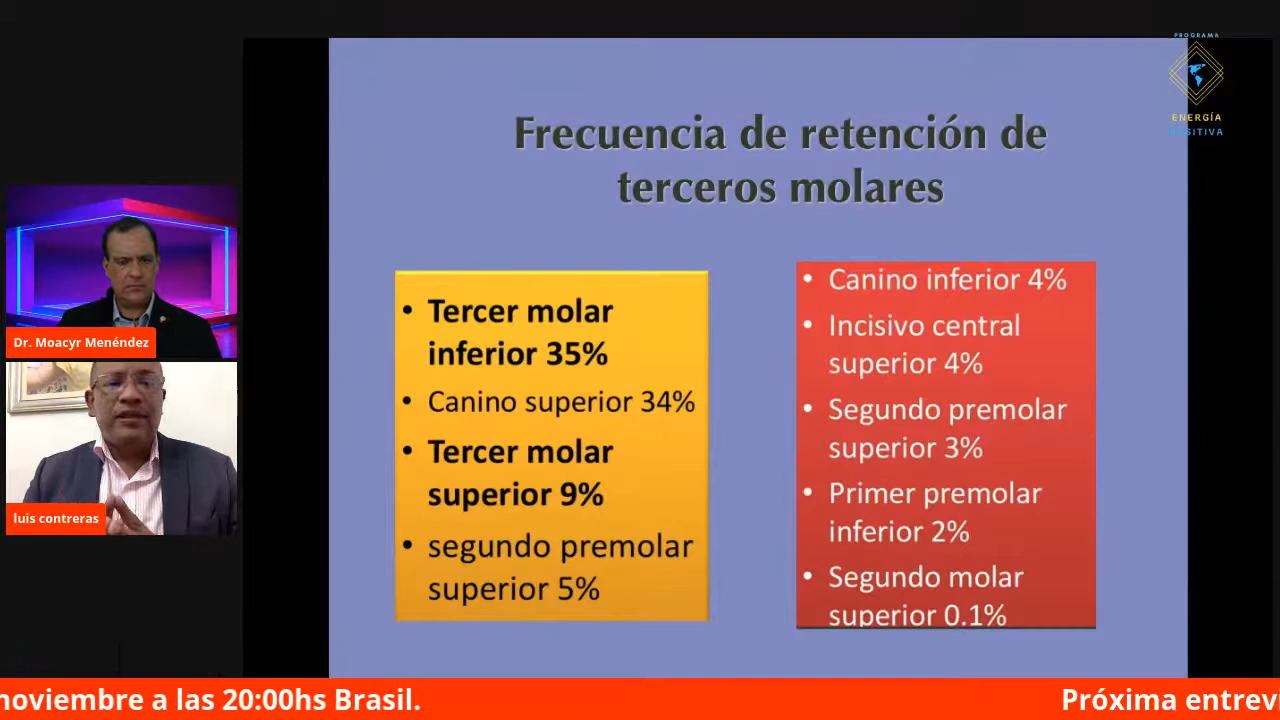 PROGRAMA
ENERGÍA
POSITIVA
Frecuencia de retención de
terceros molares
• Tercer molar
inferior 35%
• Canino superior 34%
• Tercer molar
superior 9%
• segundo premolar
superior 5%
• Canino inferior 4%
• Incisivo central
superior 4%
• Segundo premolar
superior 3%
• Primer premolar
inferior 2%
• Segundo molar
superior 0.1%
Dr. Moacyr Menéndez
luis contreras
noviembre a las 20:00hs Brasil.
Próxima entrevi